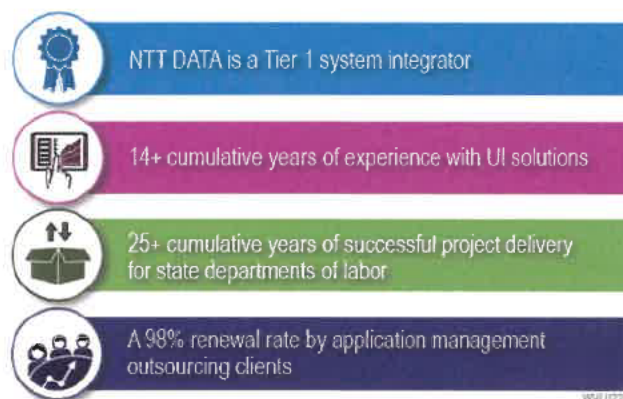 NTT DATA is a Tier 1 system integrator
14+ cumulative years of experience with UI solutions
25+ cumulative years of successful project delivery
for state departments of labor
A 98% renewal rate by application management
outsourcing clients